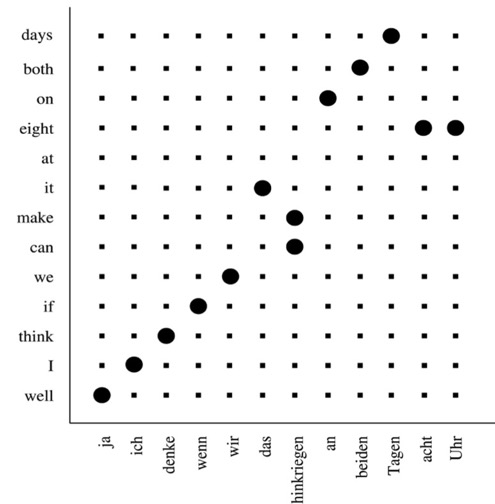 days
both
on
eight
at
it
make
can
we
if
think
I
well
ja
ich
denke
wenn
wir
das
hinkriegen
an
beiden
Tagen
acht
Uhr